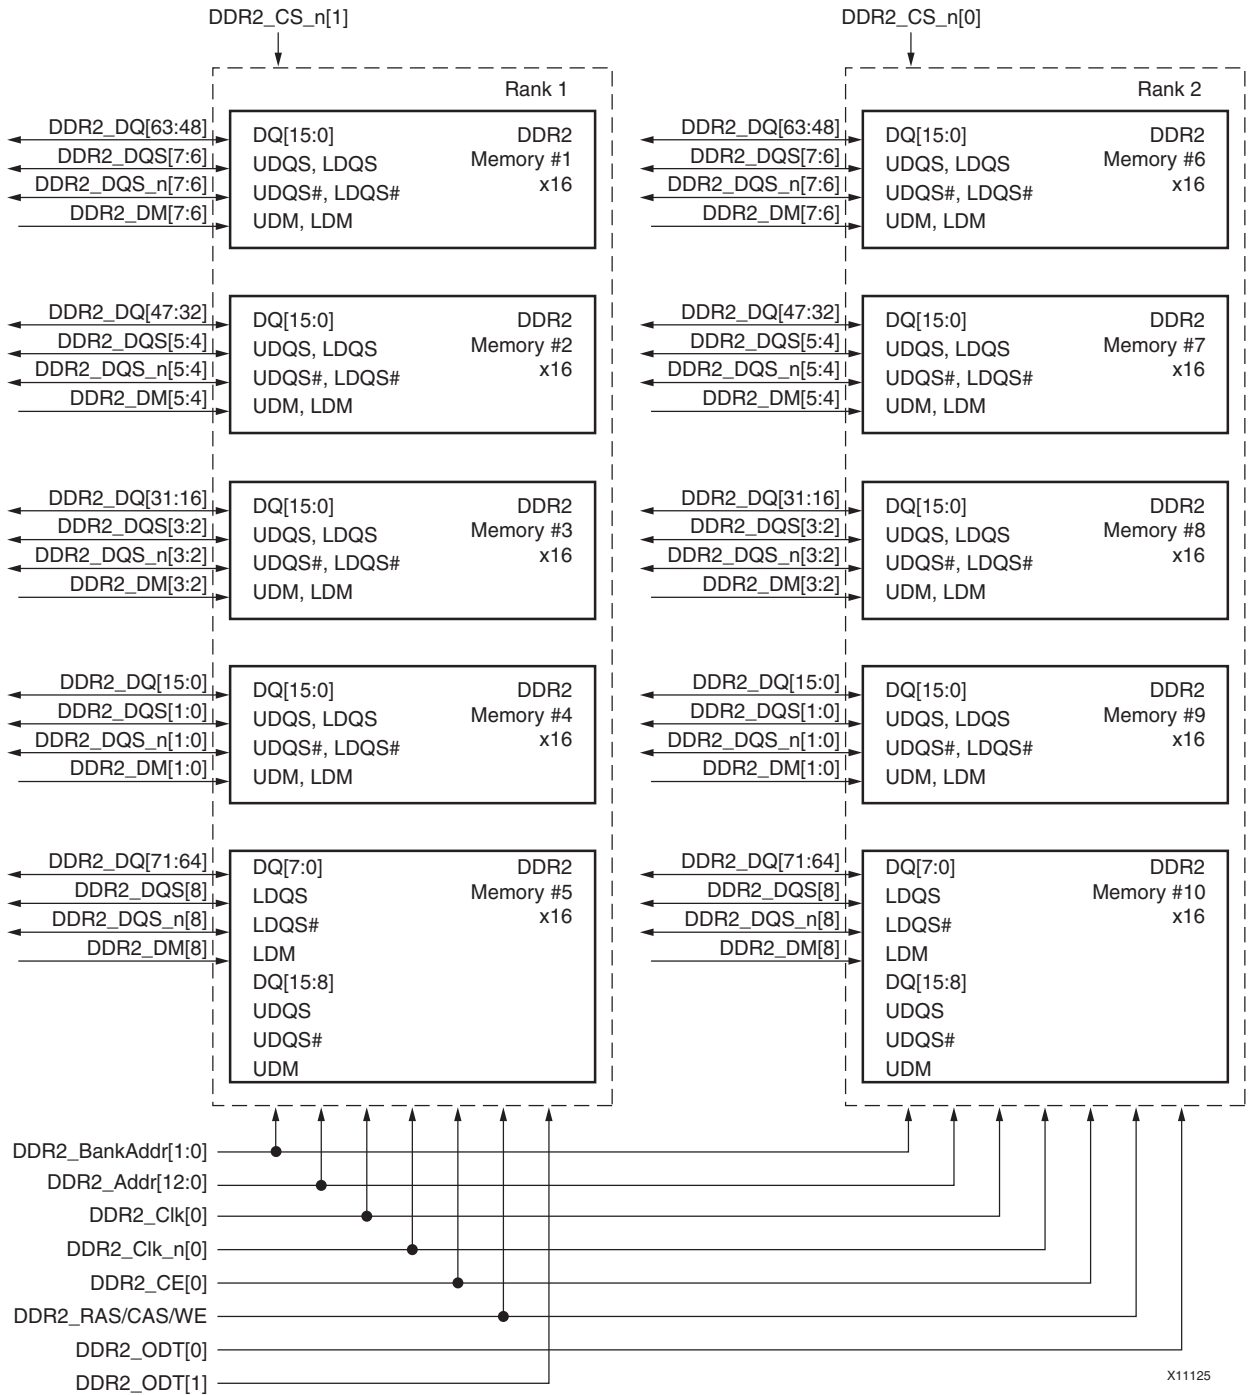 DDR2_CS_n[1]
DDR2_CS_n[0]
Rank 1
DDR2_DQ[63:48]
DDR2_DQS[7:6]
DDR2_DQS_n[7:6]
DDR2_DM[7:6]
DQ[15:0]
UDQS, LDQS
UDQS#, LDQS#
UDM, LDM
DDR2
Memory #1
x16
DDR2_DQ[47:32]
DDR2_DQS[5:4]
DDR2_DQS_n[5:4]
DDR2_DM[5:4]
DQ[15:0]
UDQS, LDQS
UDQS#, LDQS#
UDM, LDM
DDR2
Memory #2
x16
DDR2_DQ[31:16]
DDR2_DQS[3:2]
DDR2_DQS_n[3:2]
DDR2_DM[3:2]
DQ[15:0]
UDQS, LDQS
UDQS#, LDQS#
UDM, LDM
DDR2
Memory #3
x16
DDR2_DQ[15:0]
DDR2_DQS[1:0]
DDR2_DQS_n[1:0]
DDR2_DM[1:0]
DQ[15:0]
UDQS, LDQS
UDQS#, LDQS#
UDM, LDM
DDR2
Memory #4
x16
DDR2_DQ[71:64]
DDR2_DQS[8]
DDR2_DQS_n[8]
DDR2_DM[8]
DQ[7:0]
LDQS
LDQS#
LDM
DQ[15:8]
UDQS
UDQS#
UDM
DDR2
Memory #5
x16
Rank 2
DDR2_DQ[63:48]
DDR2_DQS[7:6]
DDR2_DQS_n[7:6]
DDR2_DM[7:6]
DQ[15:0]
UDQS, LDQS
UDQS#, LDQS#
UDM, LDM
DDR2
Memory #6
x16
DDR2_DQ[47:32]
DDR2_DQS[5:4]
DDR2_DQS_n[5:4]
DDR2_DM[5:4]
DQ[15:0]
UDQS, LDQS
UDQS#, LDQS#
UDM, LDM
DDR2
Memory #7
x16
DDR2_DQ[31:16]
DDR2_DQS[3:2]
DDR2_DQS_n[3:2]
DDR2_DM[3:2]
DQ[15:0]
UDQS, LDQS
UDQS#, LDQS#
UDM, LDM
DDR2
Memory #8
x16
DDR2_DQ[15:0]
DDR2_DQS[1:0]
DDR2_DQS_n[1:0]
DDR2_DM[1:0]
DQ[15:0]
UDQS, LDQS
UDQS#, LDQS#
UDM, LDM
DDR2
Memory #9
x16
DDR2_DQ[71:64]
DDR2_DQS[8]
DDR2_DQS_n[8]
DDR2_DM[8]
DQ[7:0]
LDQS
LDQS#
LDM
DQ[15:8]
UDQS
UDQS#
UDM
DDR2
Memory #10
x16
DDR2_BankAddr[1:0]
DDR2_Addr[12:0]
DDR2_Clk[0]
DDR2_Clk_n[0]
DDR2_CE[0]
DDR2_RAS/CAS/WE
DDR2_ODT[0]
DDR2_ODT[1]
X11125